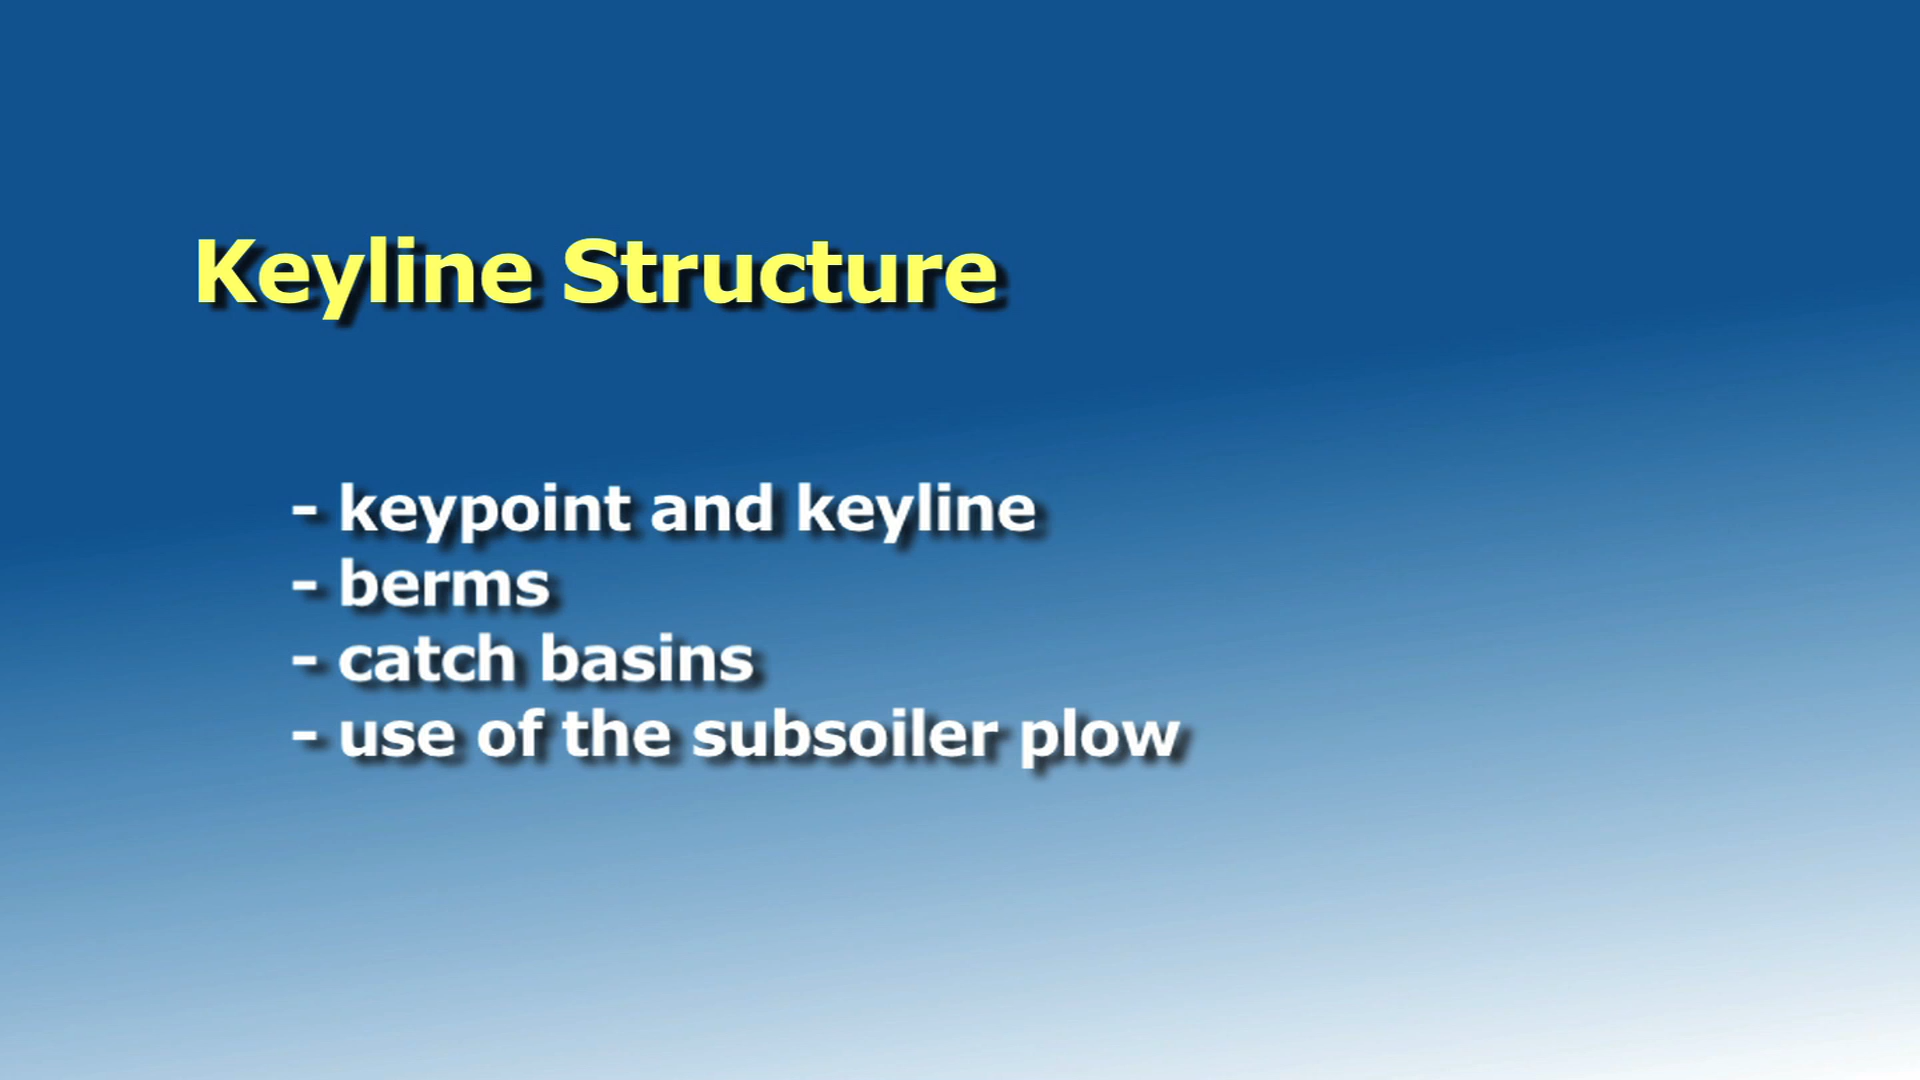 Keyline Structure
- keypoint and keyline
- berms
- catch basins
- use of the subsoiler plow